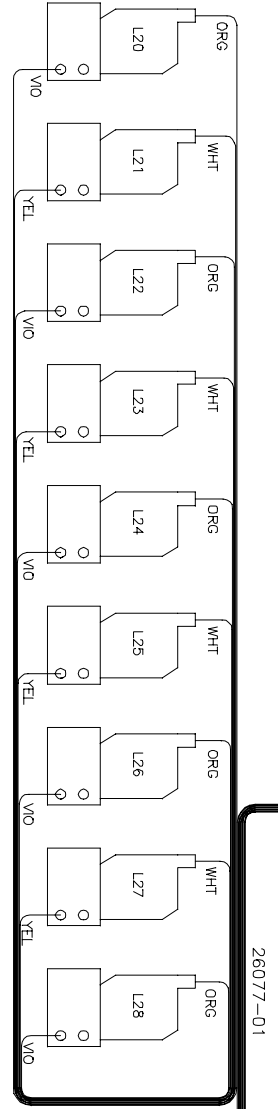 ORG
L20
VIO
WHT
L21
YEL
ORG
L22
VIO
WHT
L23
YEL
ORG
L24
VIO
WHT
L25
YEL
ORG
L26
VIO
WHT
L27
YEL
ORG
L28
VIO
26077-01